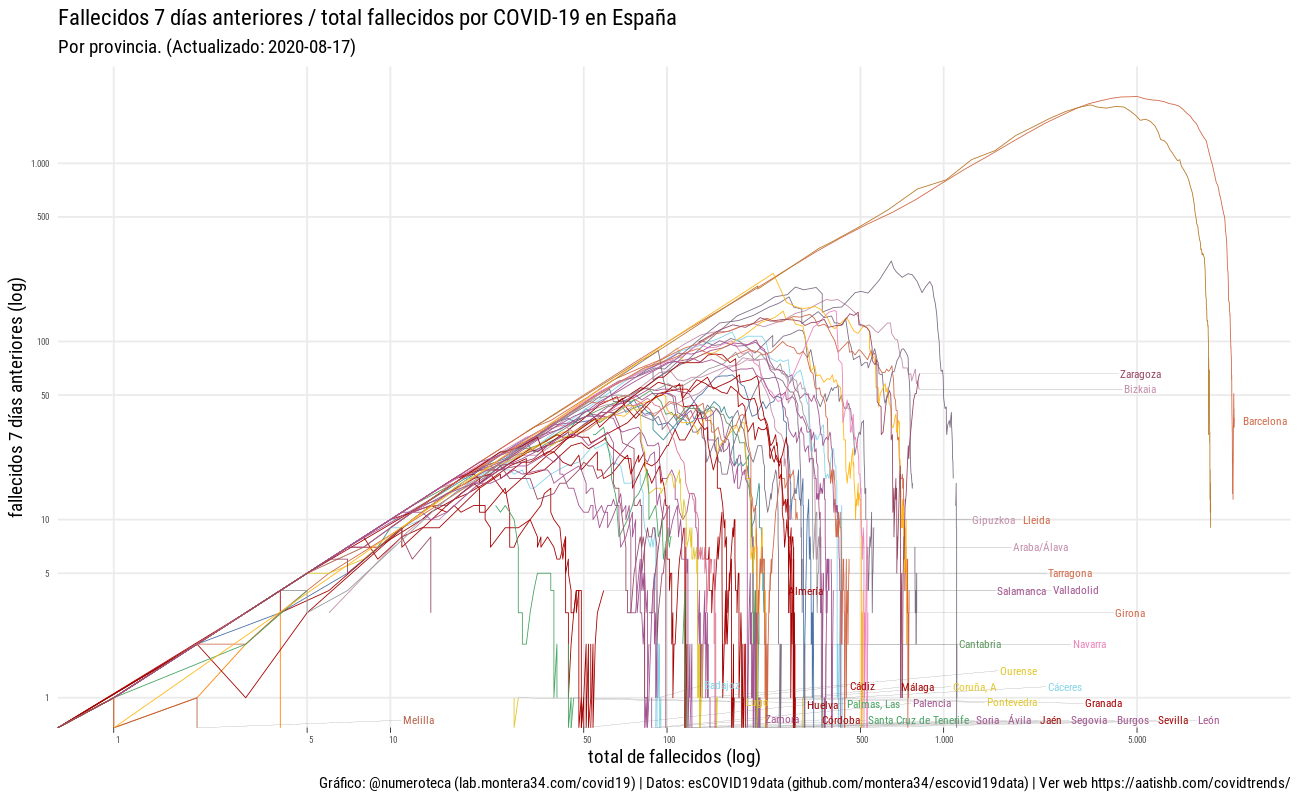 Fallecidos 7 días anteriores / total fallecidos por COVID-19 en España
Por provincia. (Actualizado: 2020-08-17)
fallecidos 7 días anteriores (log)
1.000
500
100
50
10
5
1
Zaragoza
Bizkaia
Barcelona
Gipuzkoa Lleida
Araba/Álava
Tarragona
Almería Salamanca Valladolid
Girona
Cantabria Navarra
Ourense
Badajoz Cádiz Málaga Coruña, A Cáceres
Huelva Palmas, Las Palencia Pontevedra Granada
Melilla Zamora Córdoba Santa Cruz de Tenerife Soria Ávila Jaén Segovia Burgos Sevilla León
1 5 10 50 100 500 1.000 5.000
total de fallecidos (log)
Gráfico: @numeroteca (lab.montera34.com/covid19) | Datos: esCOVID19data (github.com/montera34/escovid19data) | Ver web https://aatishb.com/covidtrends/